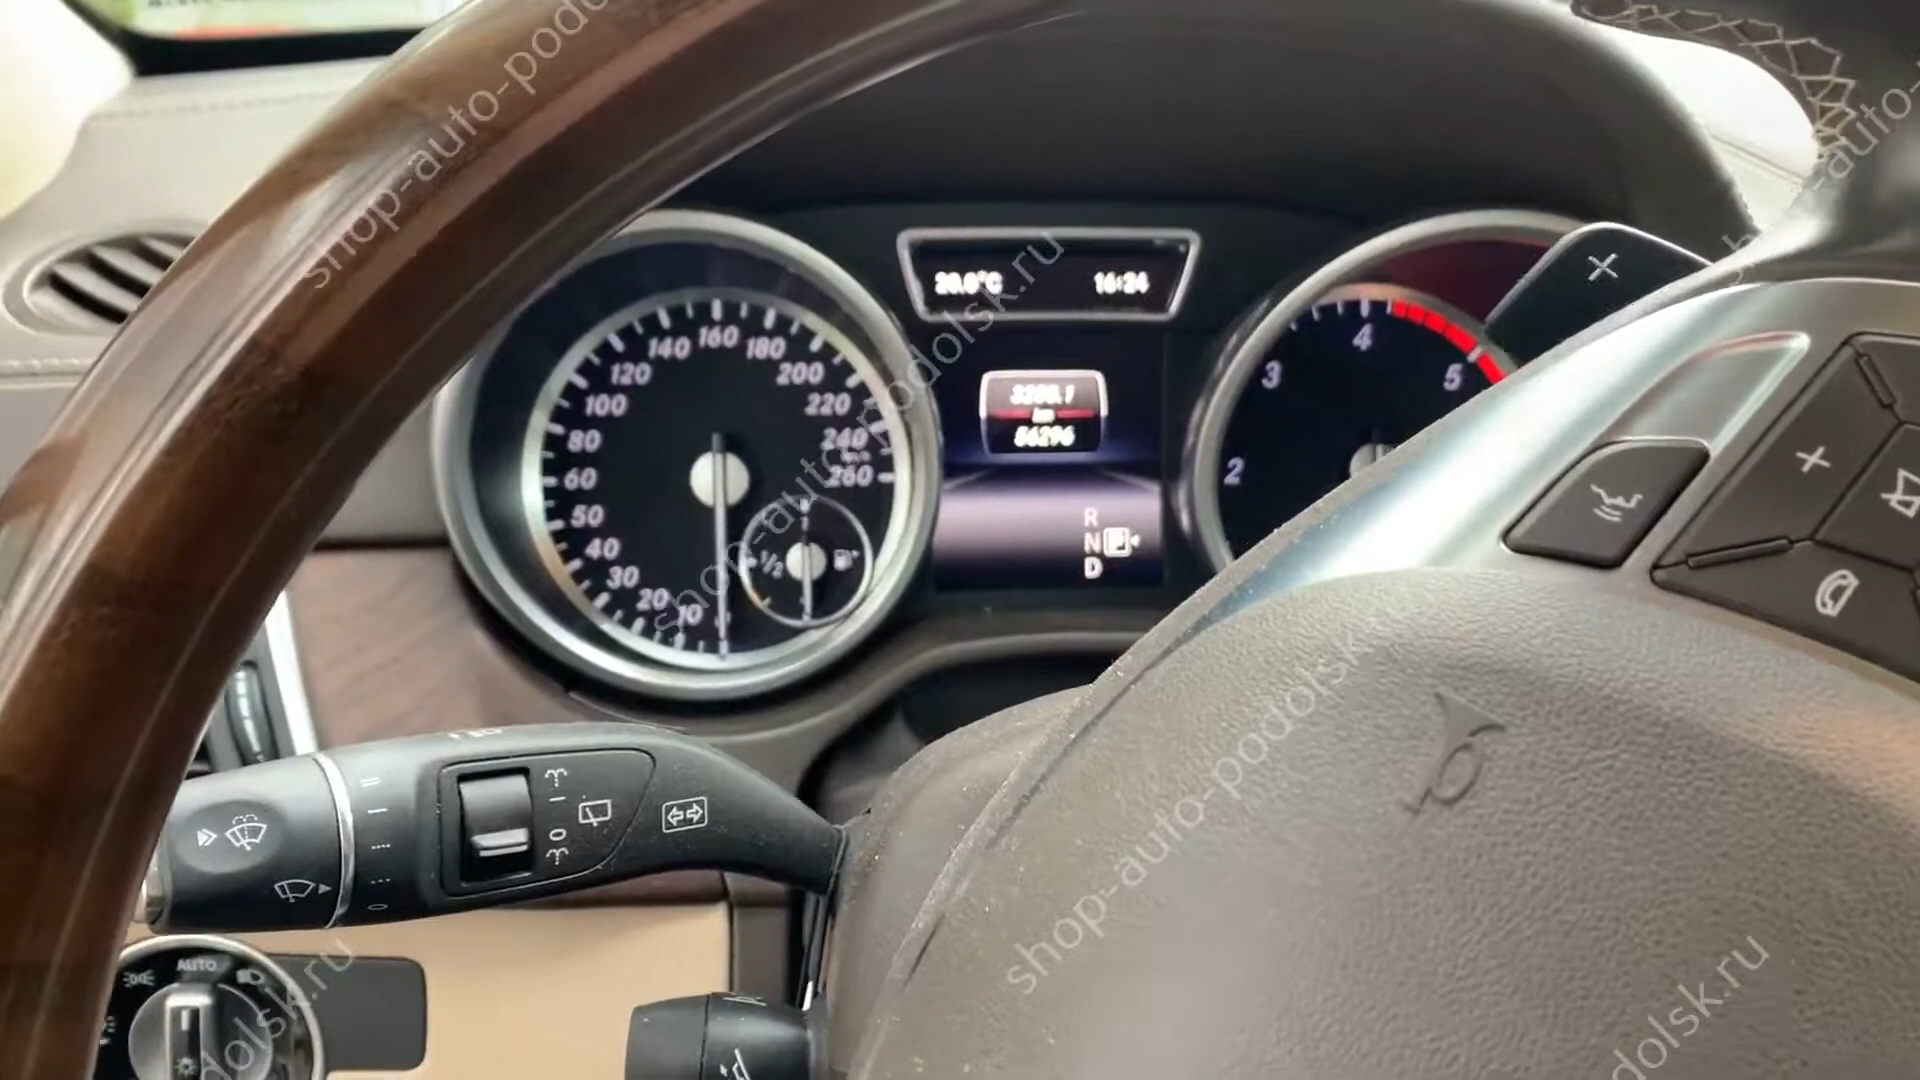 shop-auto-podolsk.ru
16:24
km
56296
R
N P
D
160
140 180
120 200
100 220
80 240
60 260
50
40
30
20
10
1/2
4
3 5
2
AUTO
II
I
0
I
0
shop-auto-podolsk.ru
shop-auto-podolsk.ru